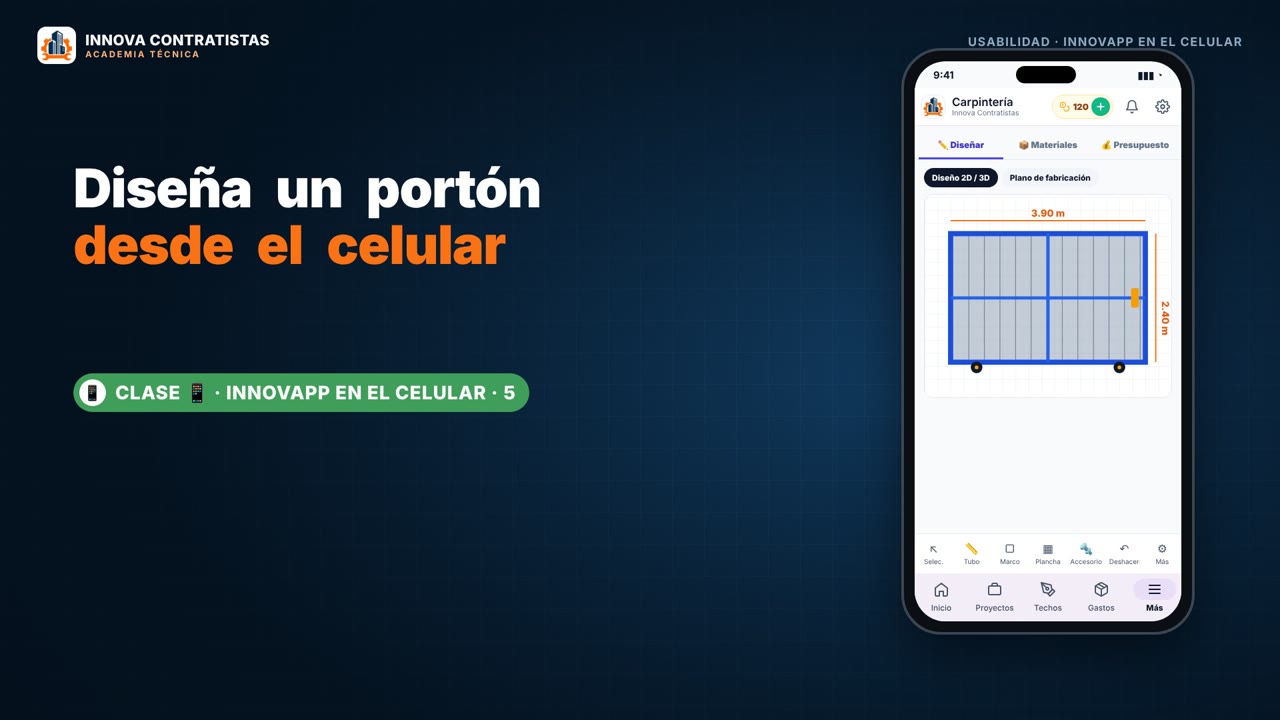 INNOVA CONTRATISTAS
ACADEMIA TÉCNICA
USABILIDAD · INNOVAPP EN EL CELULAR
Diseña un portón
desde el celular
CLASE 📱 · INNOVAPP EN EL CELULAR · 5
9:41
Carpintería
Innova Contratistas
120
Diseñar
Materiales
Presupuesto
Diseño 2D / 3D
Plano de fabricación
3.90 m
2.40 m
Selec.
Tubo
Marco
Plancha
Accesorio
Deshacer
Más
Inicio
Proyectos
Techos
Gastos
Más